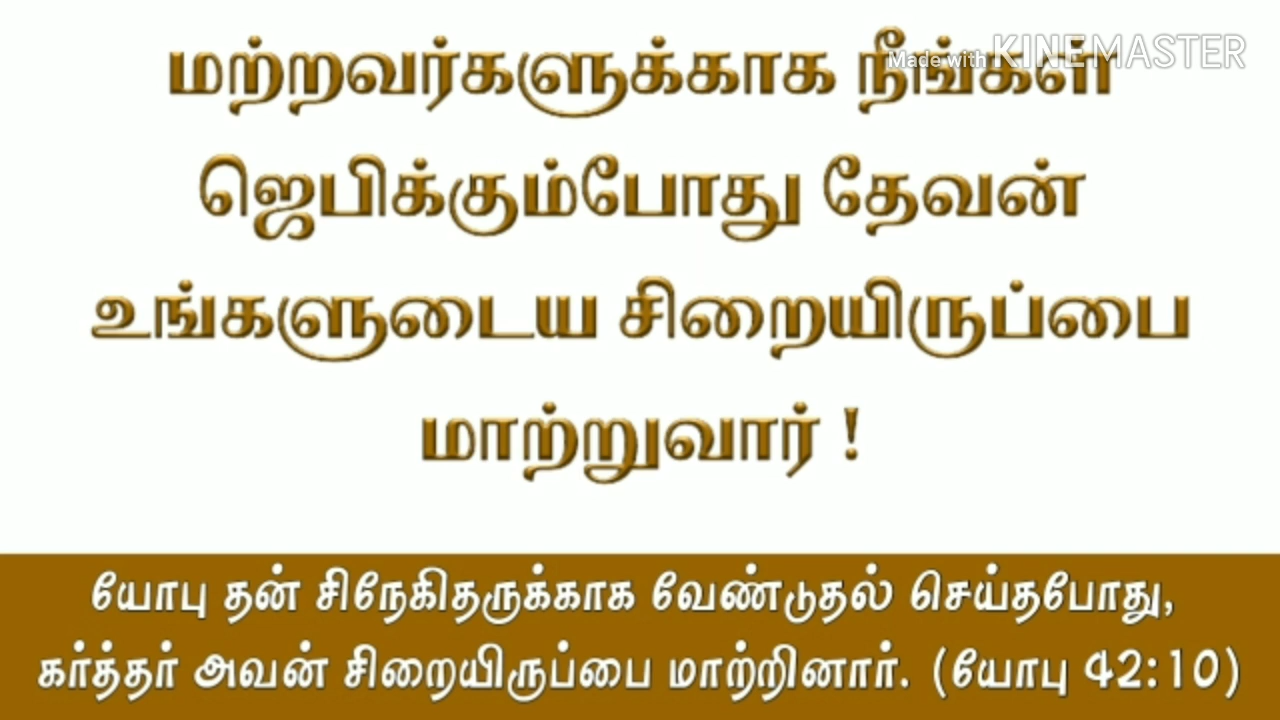 மற்றவர்களுக்காக நீங்கள்
Made with KINEMASTER
ஜெபிக்கும்போது தேவன்
உங்களுடைய சிறையிருப்பை
மாற்றுவார் !
யோபு தன் சிநேகிதருக்காக வேண்டுதல் செய்தபோது,
கர்த்தர் அவன் சிறையிருப்பை மாற்றினார். (யோபு 42:10)